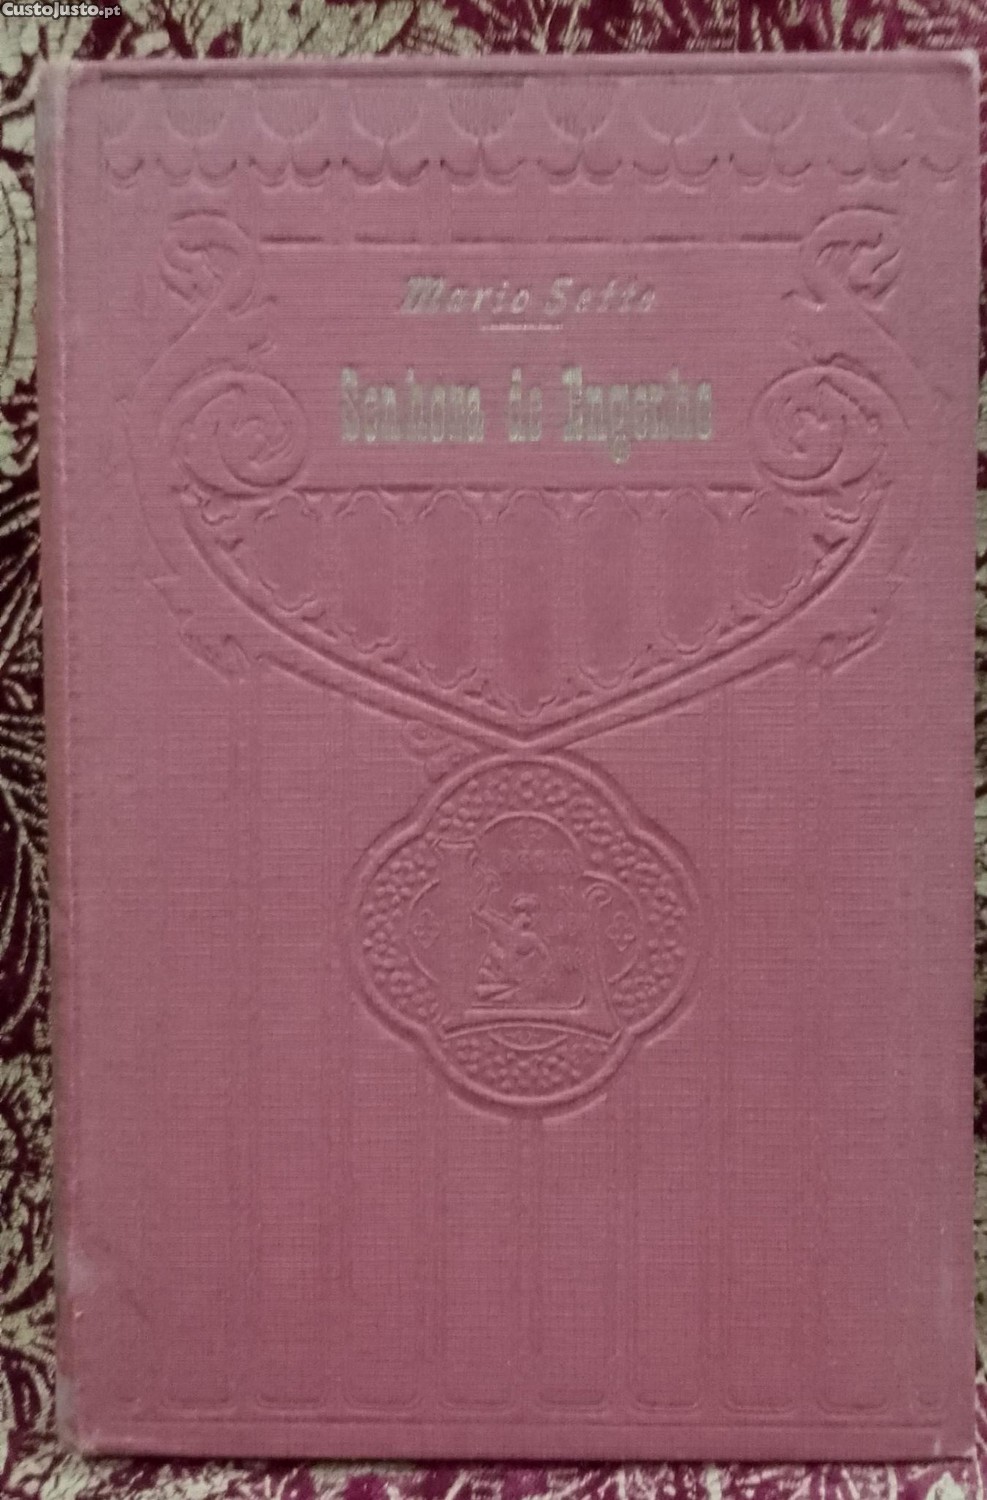 CustoJusto.pt
Mario Sette
Senhora de Engenho